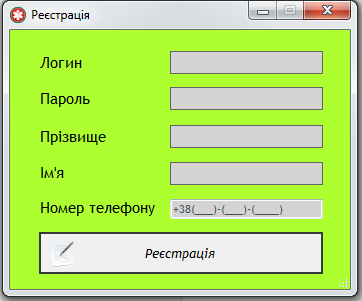 Реєстрація
Логин
Пароль
Прізвище
Ім'я
Номер телефону +38(___)-(___)-(____)
Реєстрація